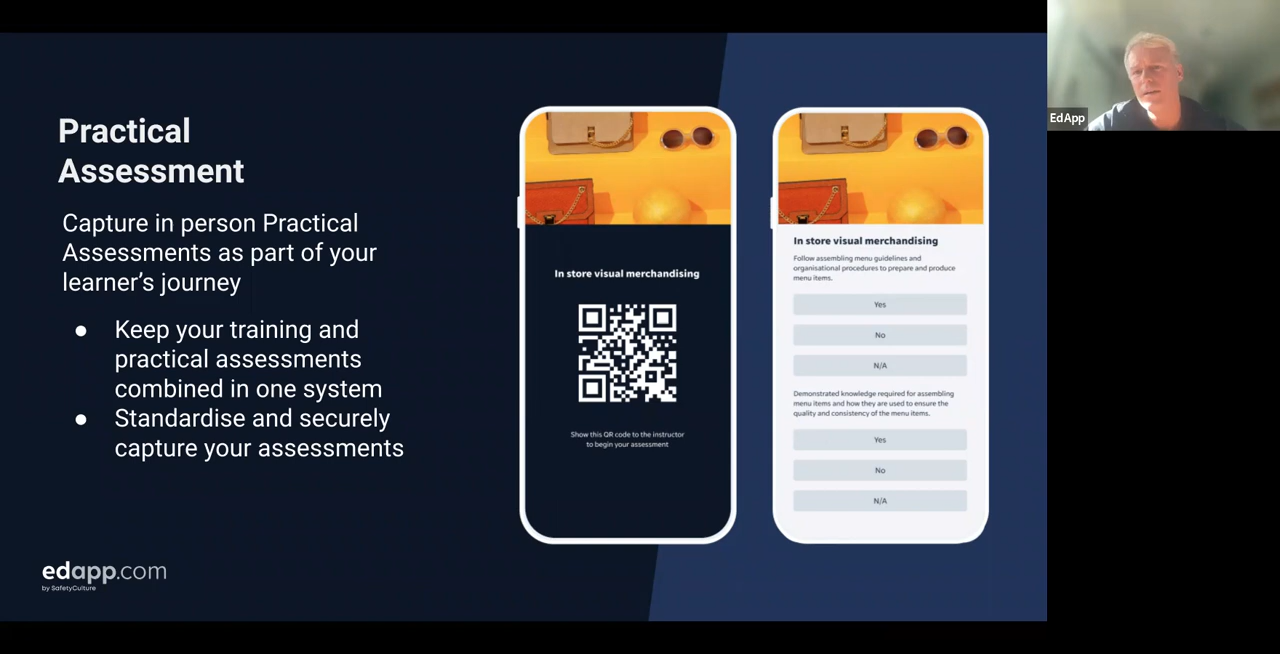 Practical
Assessment
Capture in person Practical
Assessments as part of your
learner’s journey
● Keep your training and
practical assessments
combined in one system
● Standardise and securely
capture your assessments
edapp.com
by SafetyCulture
In store visual merchandising
Show this QR code to the instructor
to begin your assessment
In store visual merchandising
Follow assembling menu guidelines and
organisational procedures to prepare and produce
menu items.
Yes
No
N/A
Demonstrated knowledge required for assembling
menu items and how they are used to ensure the
quality and consistency of the menu items.
Yes
No
N/A
EdApp